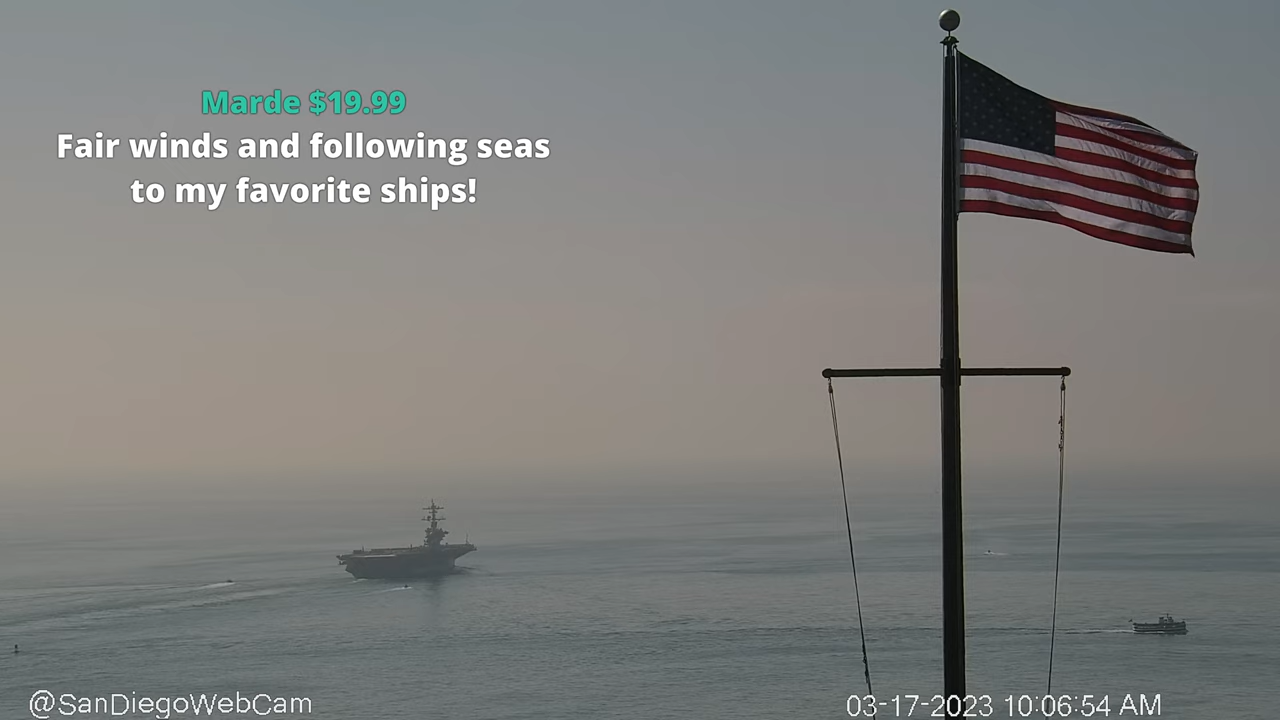 Marde $19.99
Fair winds and following seas
to my favorite ships!
@SanDiegoWebCam
03-17-2023 10:06:54 AM